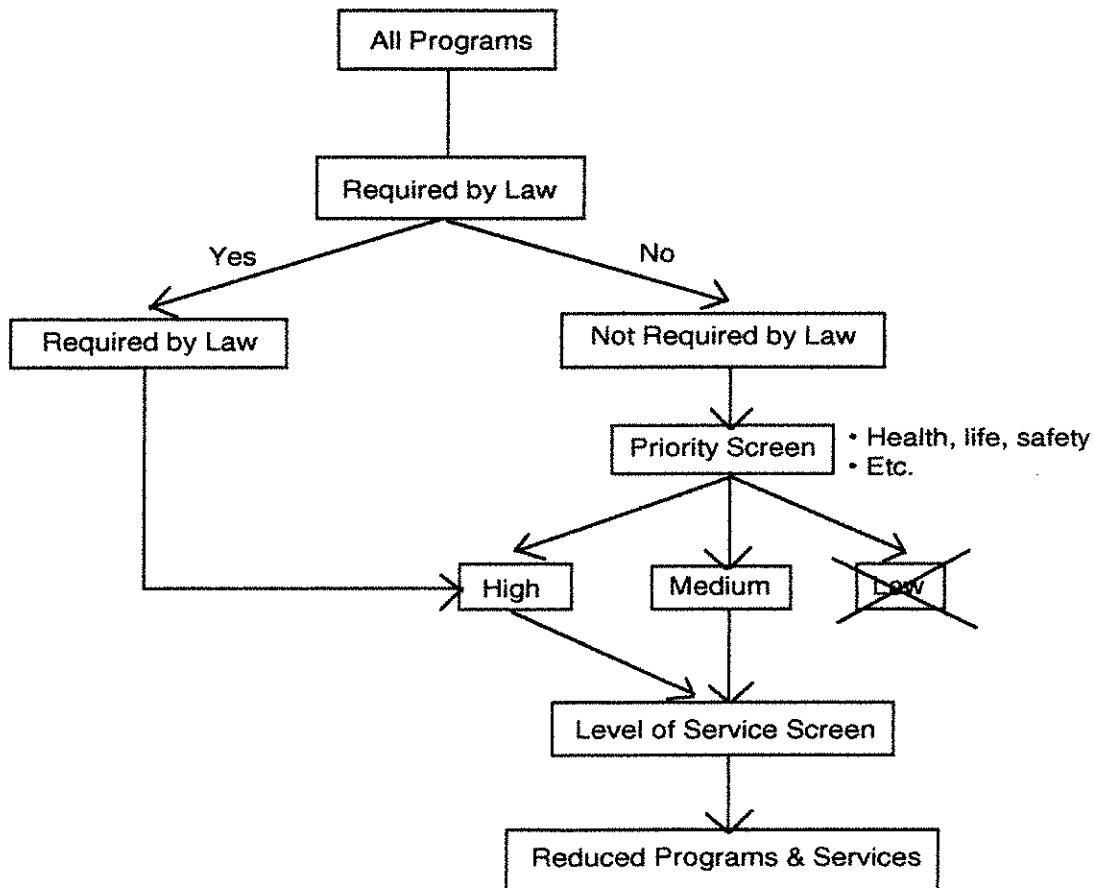 All Programs
Required by Law
Yes
No
Required by Law
Not Required by Law
Priority Screen
• Health, life, safety
• Etc.
High
Medium
Low
Level of Service Screen
Reduced Programs & Services